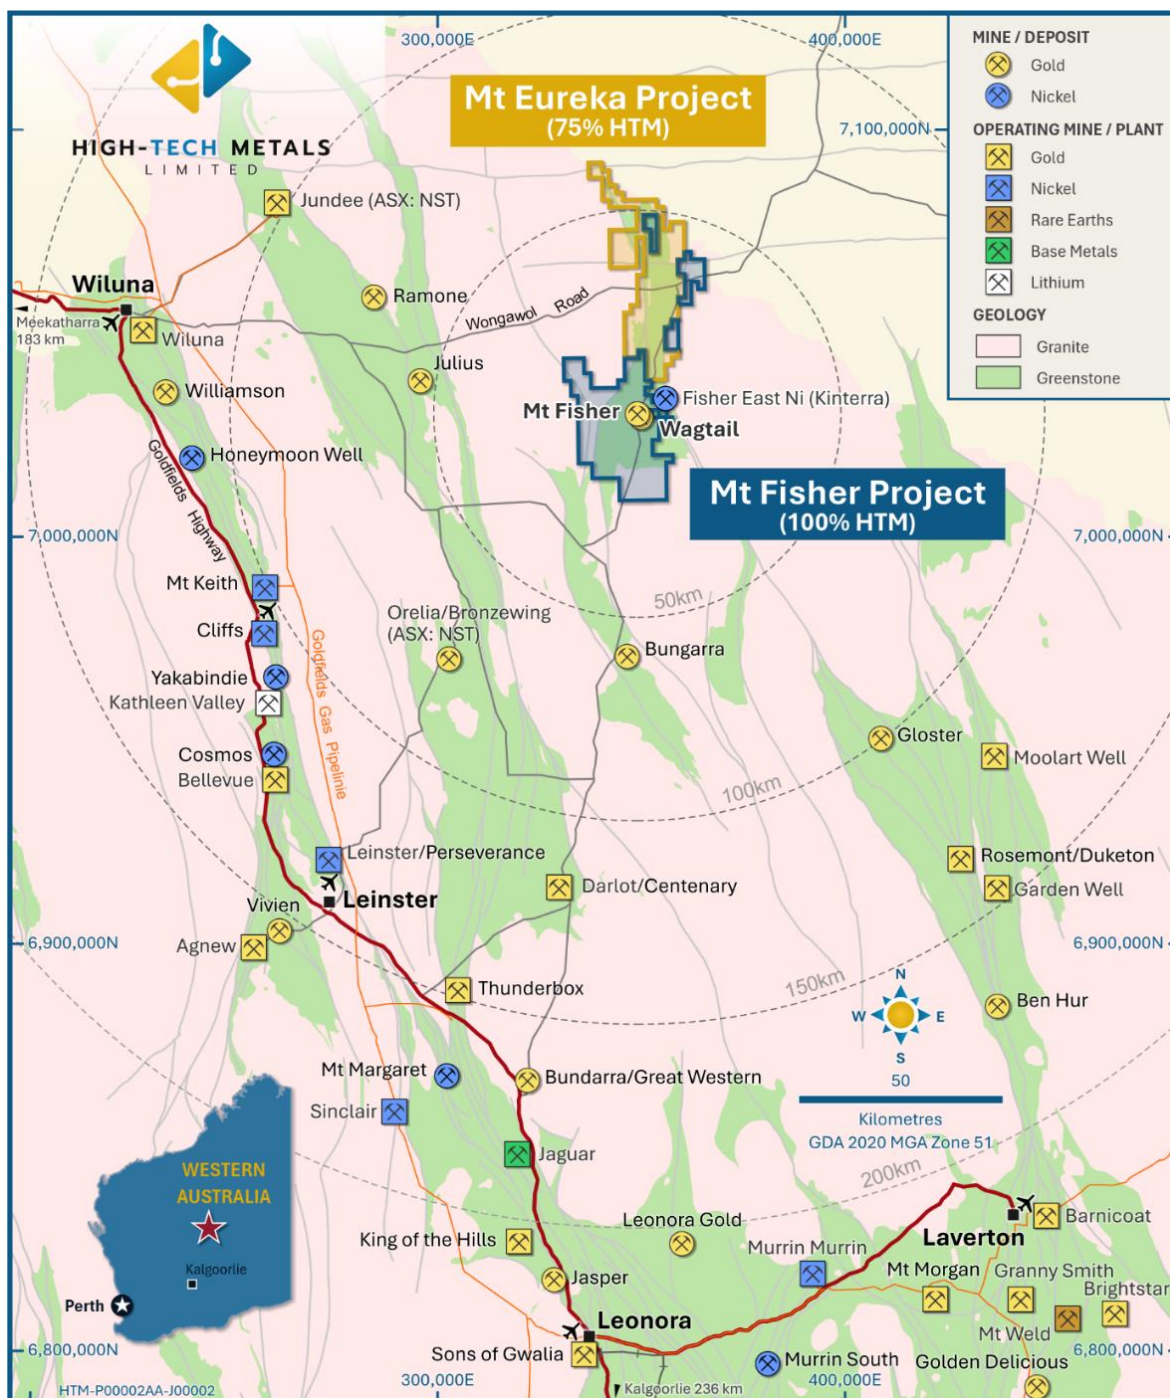 300,000E
400,000E
HIGH-TECH METALS
LIMITED
Mt Eureka Project
(75% HTM)
7,100,000N
MINE / DEPOSIT
Gold
Nickel
OPERATING MINE / PLANT
Gold
Nickel
Rare Earths
Base Metals
Lithium
GEOLOGY
Granite
Greenstone
Jundee (ASX: NST)
Wiluna
Meekatharra
183 km
Wiluna
Ramone
Wongawol Road
Julius
Williamson
Fisher East Ni (Kinterra)
Mt Fisher
Wagtail
Honeymoon Well
Goldfields Highway
Mt Fisher Project
(100% HTM)
7,000,000N
7,000,000N
Mt Keith
50km
Orelia/Bronzewing
(ASX: NST)
Cliffs
Goldfields Gas Pipelinie
Bungarra
Yakabindie
Kathleen Valley
Gloster
Cosmos
Moolart Well
Bellevue
100km
Leinster/Perseverance
Rosemont/Duketon
Darlot/Centenary
Garden Well
Leinster
Vivien
Agnew
6,900,000N
6,900,000N
Thunderbox
150km
N
W
E
S
Ben Hur
Mt Margaret
Bundarra/Great Western
50
Kilometres
GDA 2020 MGA Zone 51
Sinclair
Jaguar
200km
WESTERN
AUSTRALIA
Kalgoorlie
Perth
Leonora Gold
King of the Hills
Murrin Murrin
Laverton
Barnicoat
Jasper
Mt Morgan
Granny Smith
Brightstar
Leonora
Mt Weld
6,800,000N
Sons of Gwalia
Murrin South
6,800,000N
Golden Delicious
HTM-P00002AA-J00002
300,000E
Kalgoorlie 236 km
400,000E